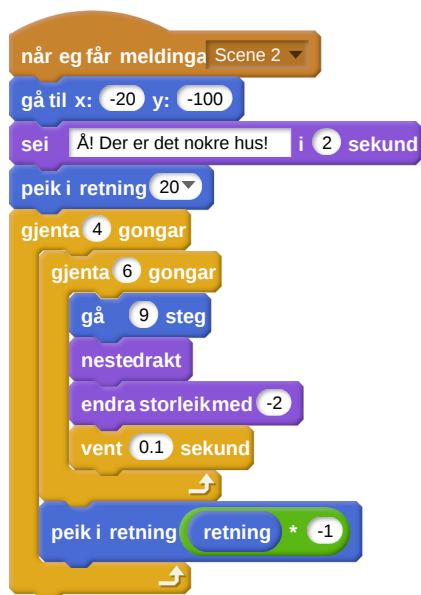 når eg får meldinga Scene 2
gå til x: -20 y: -100
sei Å! Der er det nokre hus! i 2 sekund
peik i retning 20
gjenta 4 gongar
gjenta 6 gongar
gå 9 steg
nestedrakt
endra storleikmed -2
vent 0.1 sekund
peik i retning retning * -1